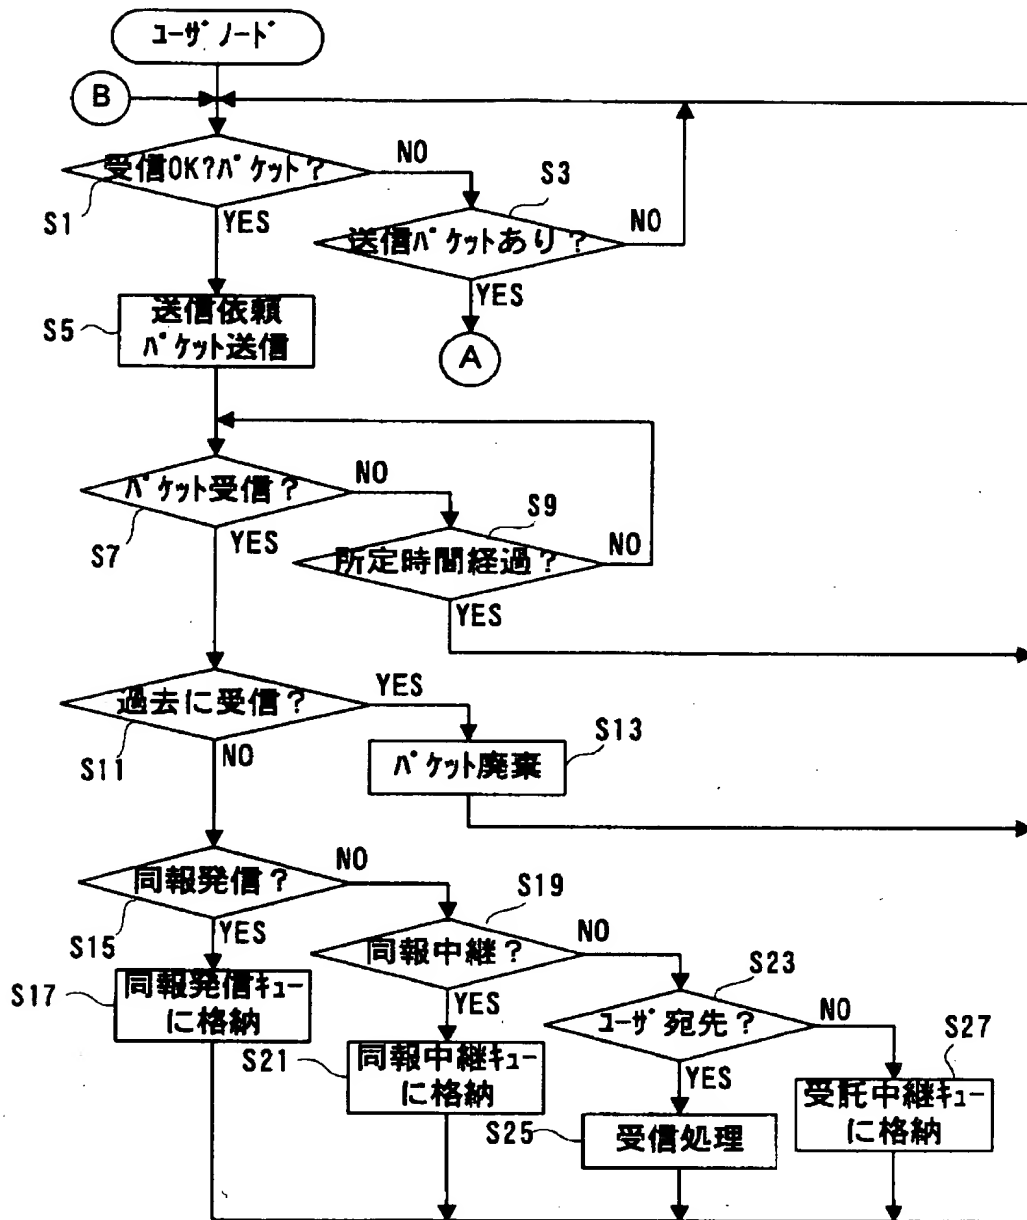 ユーザノード
B
受信OK?パケット?
NO
S1
YES
S3
送信パケットあり?
NO
YES
A
S5
送信依頼
パケット送信
パケット受信?
NO
S7
YES
S9
所定時間経過?
NO
YES
過去に受信?
YES
S11
NO
S13
パケット廃棄
同報発信?
NO
S15
YES
S19
同報中継?
NO
YES
S17
同報発信キュー
に格納
S21
同報中継キュー
に格納
S23
ユーザ宛先?
NO
YES
S25
受信処理
S27
受託中継キュー
に格納